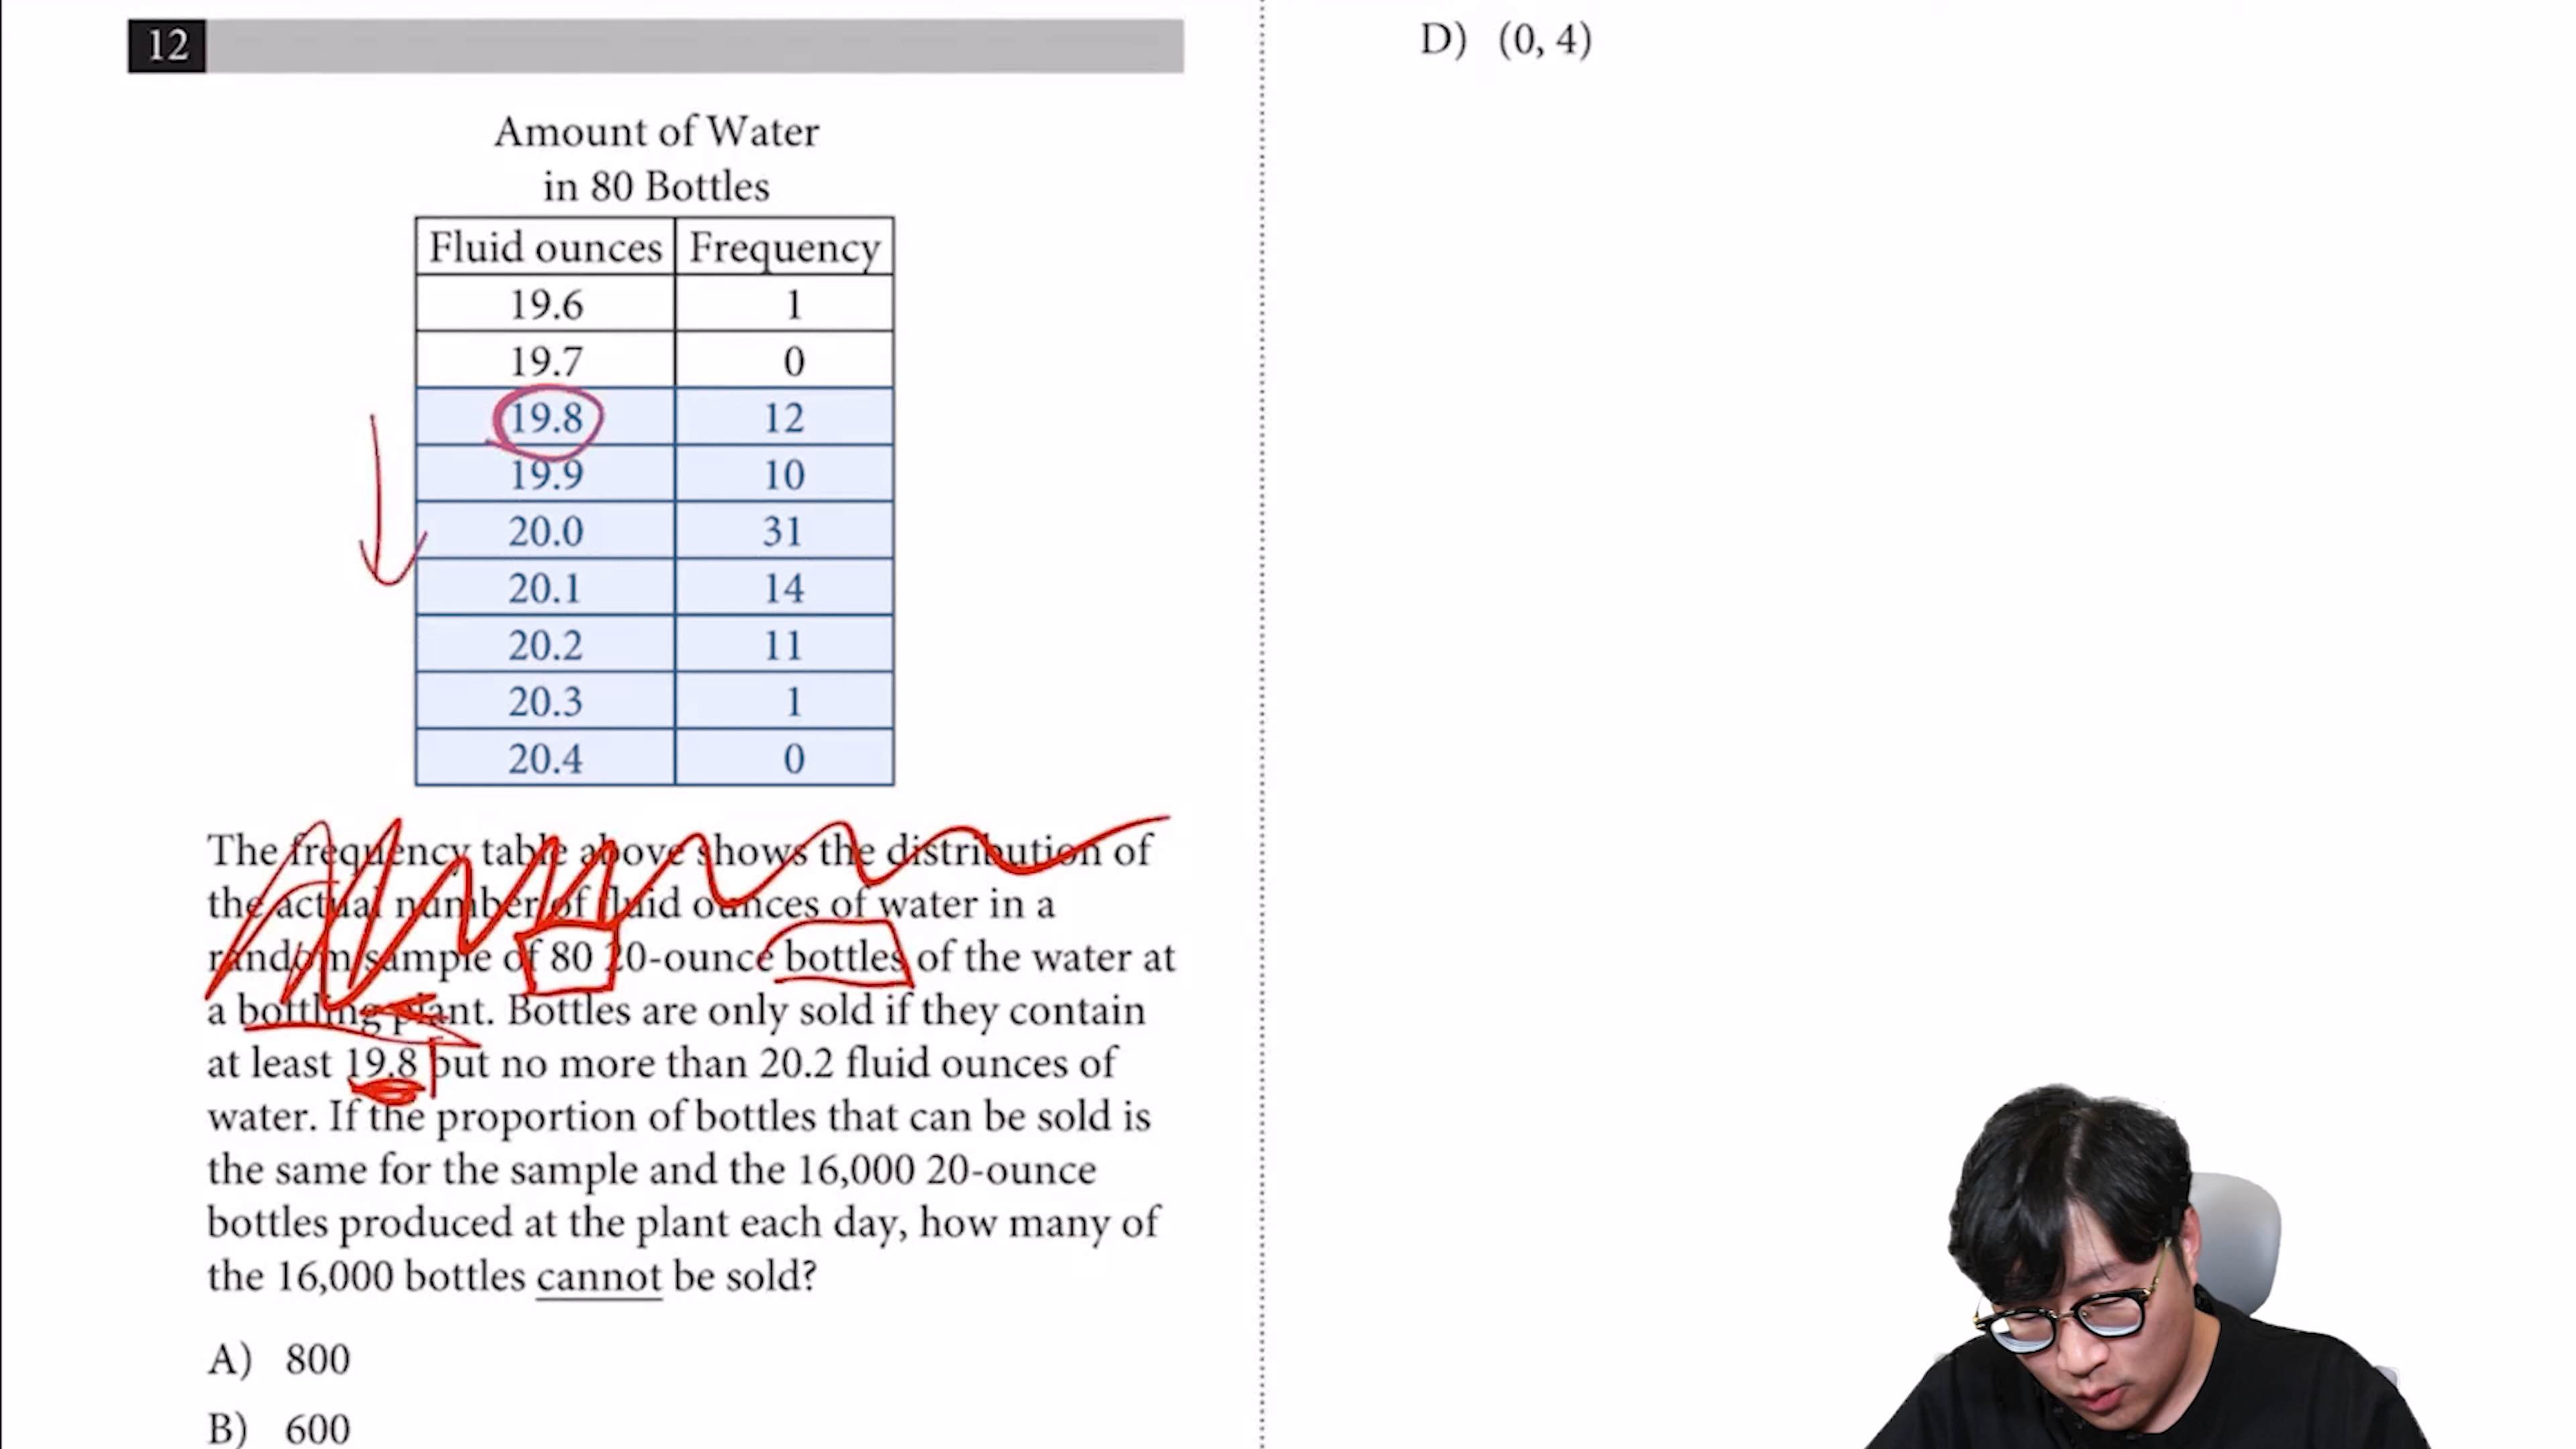 12
Amount of Water
in 80 Bottles
Fluid ounces Frequency
19.6 1
19.7 0
19.8 12
19.9 10
20.0 31
20.1 14
20.2 11
20.3 1
20.4 0
The frequency table above shows the distribution of
the actual number of fluid ounces of water in a
random sample of 80 20-ounce bottles of the water at
a bottling plant. Bottles are only sold if they contain
at least 19.8 but no more than 20.2 fluid ounces of
water. If the proportion of bottles that can be sold is
the same for the sample and the 16,000 20-ounce
bottles produced at the plant each day, how many of
the 16,000 bottles cannot be sold?
A) 800
B) 600
D) (0, 4)